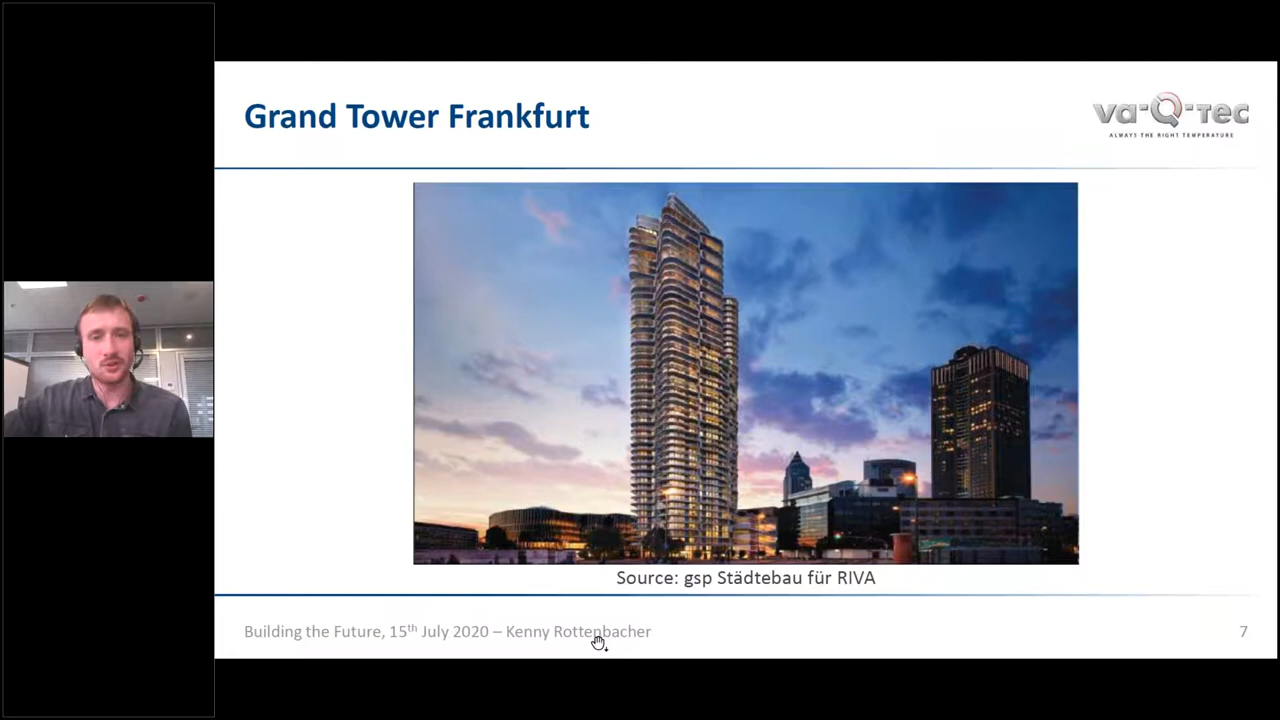 Grand Tower Frankfurt
va-Q-tec
ALWAYS THE RIGHT TEMPERATURE
Source: gsp Städtebau für RIVA
Building the Future, 15th July 2020 – Kenny Rottenbacher
7